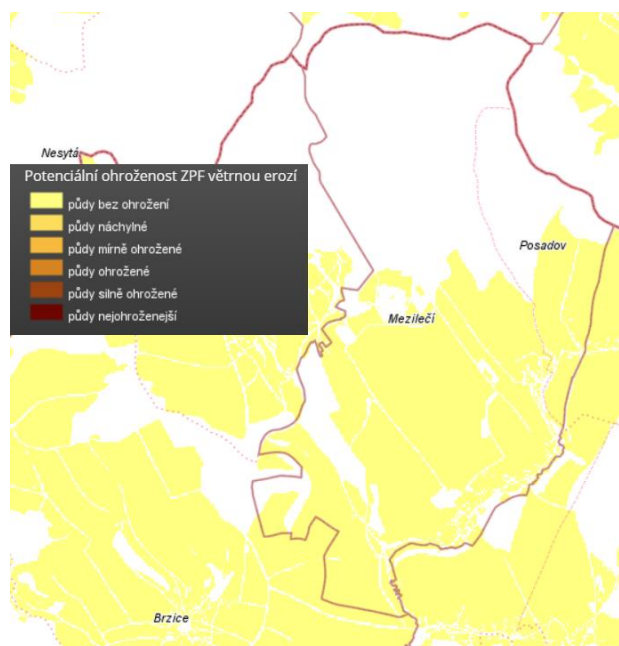 Nesytá
Potenciální ohroženost ZPF větrnou erozí
půdy bez ohrožení
půdy náchylné
půdy mírně ohrožené
půdy ohrožené
půdy silně ohrožené
půdy nejohroženejší
Posadov
Mezilečí
Brzice